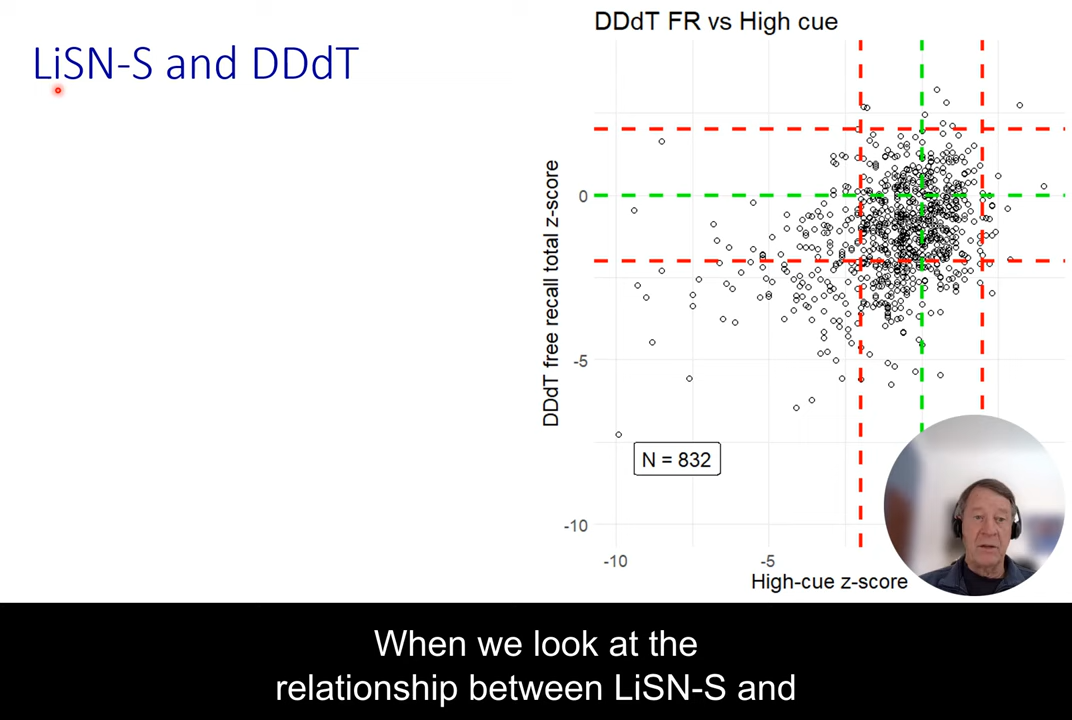 DDdT FR vs High cue
LiSN-S and DDdT
DDdT free recall total z-score
0
-5
-10
N = 832
-10
-5
High-cue z-score
When we look at the
relationship between LiSN-S and